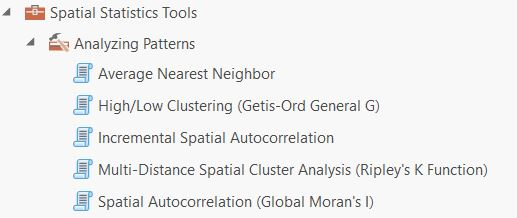 Spatial Statistics Tools
Analyzing Patterns
Average Nearest Neighbor
High/Low Clustering (Getis-Ord General G)
Incremental Spatial Autocorrelation
Multi-Distance Spatial Cluster Analysis (Ripley's K Function)
Spatial Autocorrelation (Global Moran's I)